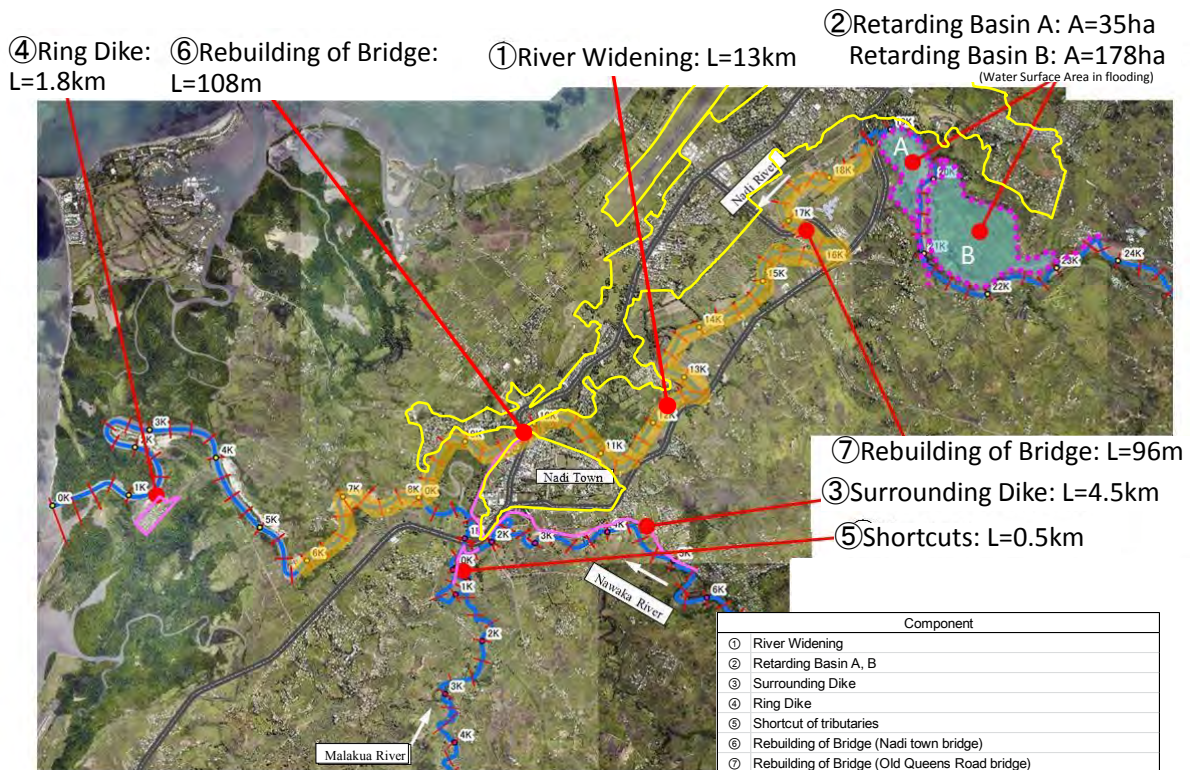 ④Ring Dike:
L=1.8km
⑥Rebuilding of Bridge:
L=108m
①River Widening: L=13km
②Retarding Basin A: A=35ha
Retarding Basin B: A=178ha
(Water Surface Area in flooding)
A
B
Nadi River
18K
17K
16K
15K
14K
13K
12K
11K
10K
20K
21K
22K
23K
24K
⑦Rebuilding of Bridge: L=96m
③Surrounding Dike: L=4.5km
⑤Shortcuts: L=0.5km
Nadi Town
0K
1K
3K
4K
5K
6K
7K
8K
0K
2K
3K
6K
Nawaka River
0K
1K
2K
3K
4K
Malakua River
Component
① River Widening
② Retarding Basin A, B
③ Surrounding Dike
④ Ring Dike
⑤ Shortcut of tributaries
⑥ Rebuilding of Bridge (Nadi town bridge)
⑦ Rebuilding of Bridge (Old Queens Road bridge)